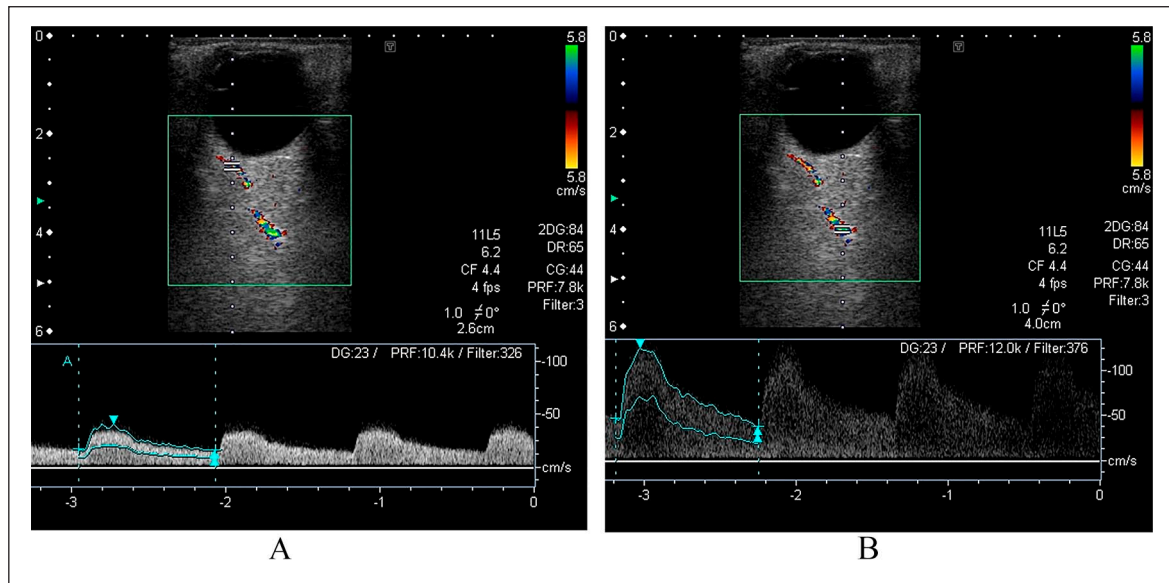 0
5.8
2
5.8
cm/s
4
11L5
2DG:84
6.2
DR:65
CF 4.4
CG:44
4 fps
PRF:7.8k
1.0 0°
Filter:3
6
2.6cm
A
DG:23 / PRF:10.4k / Filter:326
-100
-50
cm/s
-3
-2
-1
0
A
0
5.8
2
5.8
cm/s
4
11L5
2DG:84
6.2
DR:65
CF 4.4
CG:44
4 fps
PRF:7.8k
1.0 0°
Filter:3
6
4.0cm
DG:23 / PRF:12.0k / Filter:376
-100
-50
cm/s
-3
-2
-1
0
B